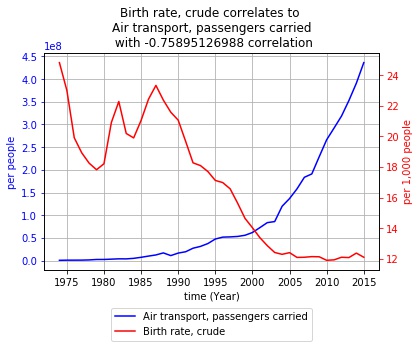 Birth rate, crude correlates to
Air transport, passengers carried
with -0.75895126988 correlation
1e8
4.5
4.0
3.5
3.0
2.5
2.0
1.5
1.0
0.5
0.0
per people
24
22
20
18
16
14
12
per 1,000 people
1975 1980 1985 1990 1995 2000 2005 2010 2015
time (Year)
Air transport, passengers carried
Birth rate, crude